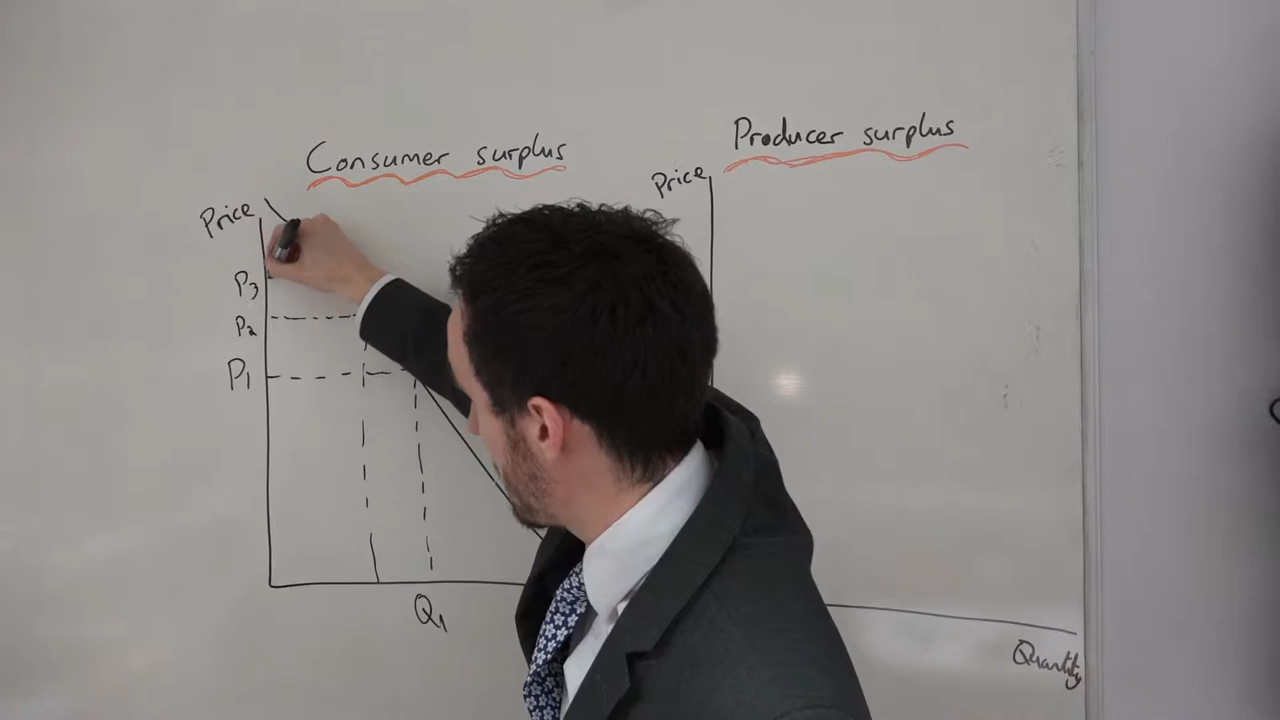 Consumer surplus
Producer surplus
Price
Price
P3
P2
P1
Q1
Quantity